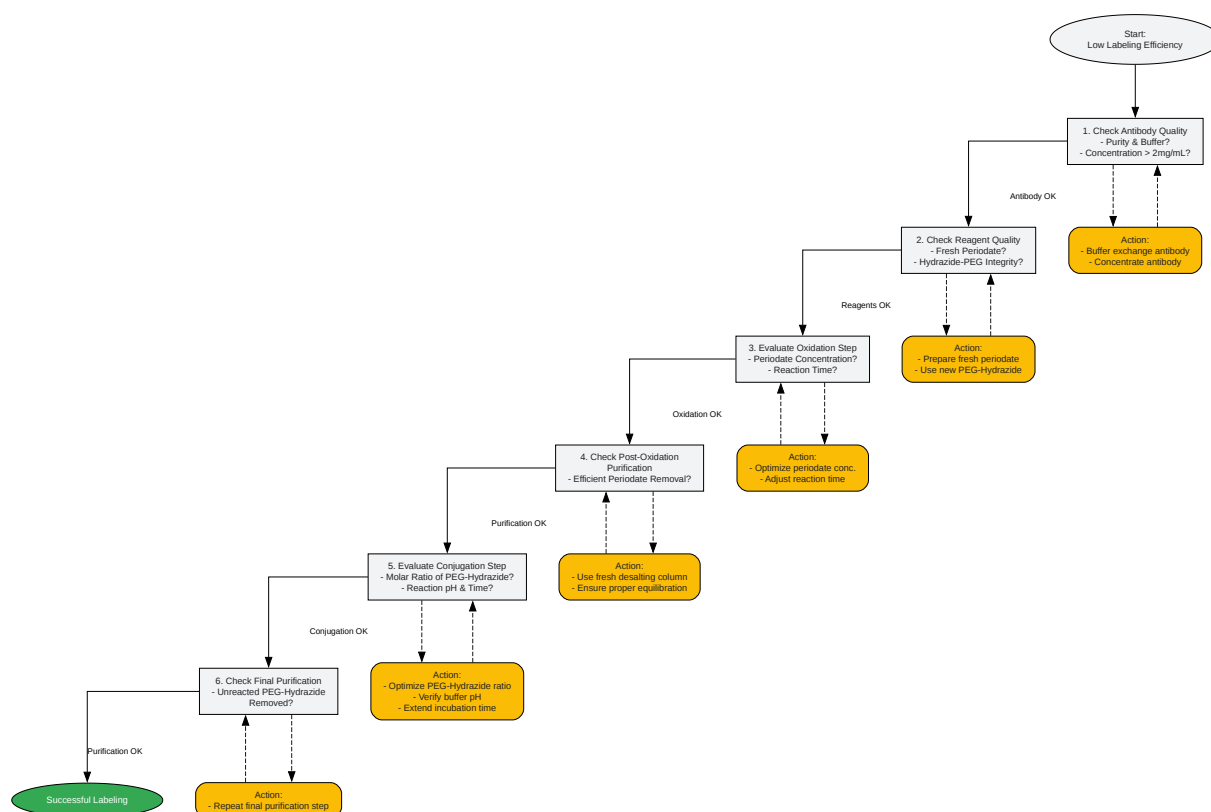 Start:
Low Labeling Efficiency
1. Check Antibody Quality
- Purity & Buffer?
- Concentration > 2mg/mL?
Antibody OK
Action:
- Buffer exchange antibody
- Concentrate antibody
2. Check Reagent Quality
- Fresh Periodate?
- Hydrazide-PEG Integrity?
Reagents OK
Action:
- Prepare fresh periodate
- Use new PEG-Hydrazide
3. Evaluate Oxidation Step
- Periodate Concentration?
- Reaction Time?
Oxidation OK
Action:
- Optimize periodate conc.
- Adjust reaction time
4. Check Post-Oxidation
Purification
- Efficient Periodate Removal?
Purification OK
Action:
- Use fresh desalting column
- Ensure proper equilibration
5. Evaluate Conjugation Step
- Molar Ratio of PEG-Hydrazide?
- Reaction pH & Time?
Conjugation OK
Action:
- Optimize PEG-Hydrazide ratio
- Verify buffer pH
- Extend incubation time
6. Check Final Purification
- Unreacted PEG-Hydrazide
Removed?
Purification OK
Action:
- Repeat final purification step
Successful Labeling